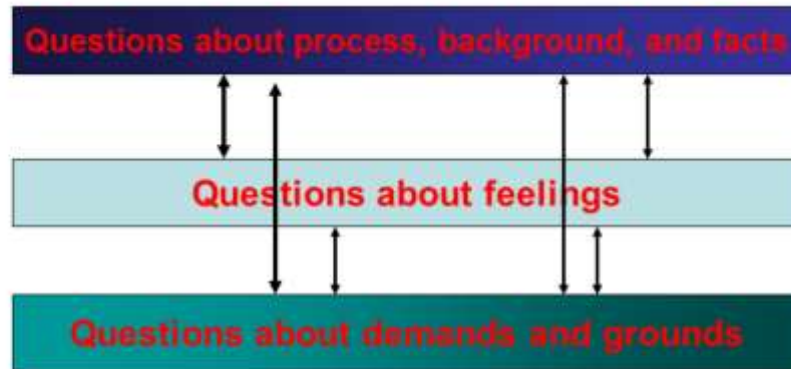 Questions about process, background, and facts
Questions about feelings
Questions about demands and grounds